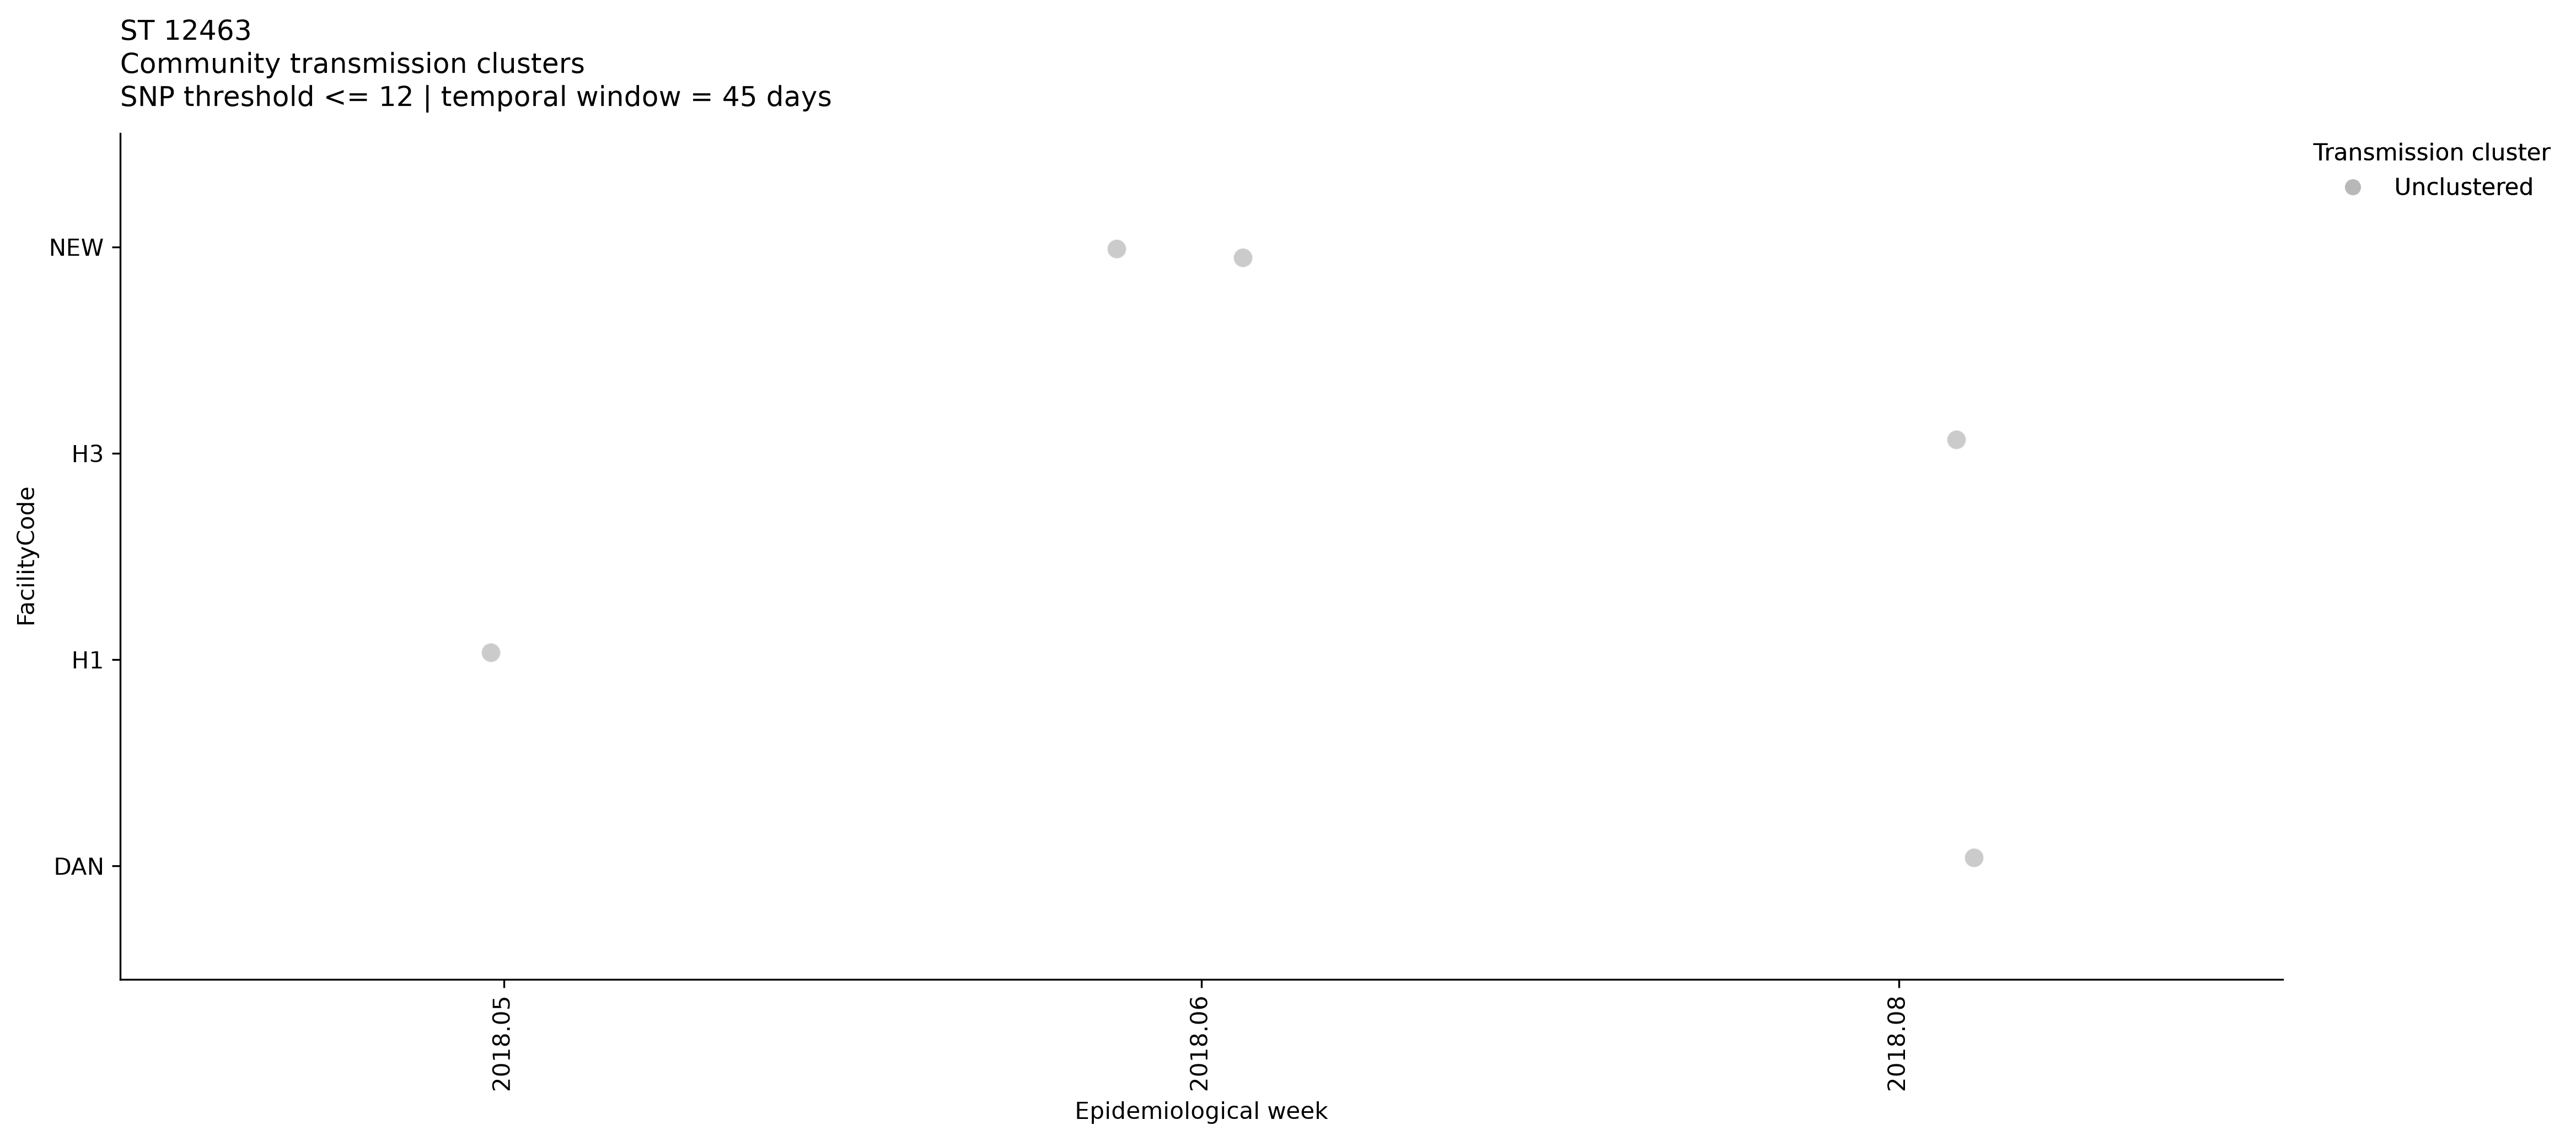 ST 12463
Community transmission clusters
SNP threshold <= 12 | temporal window = 45 days
Transmission cluster
Unclustered
NEW
H3
H1
DAN
FacilityCode
2018.05
2018.06
2018.08
Epidemiological week